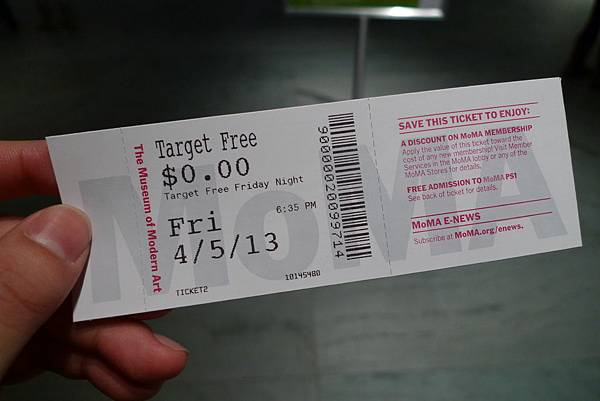 The Museum of Modern Art
Target Free
$0.00
Target Free Friday Night
6:35 PM
Fri
4/5/13
TICKET2
10145480
MoMA
SAVE THIS TICKET TO ENJOY:
A DISCOUNT ON MoMA MEMBERSHIP
Apply the value of this ticket toward the
cost of any new membership! Visit Member
Services in the MoMA lobby or any of the
MoMA Stores for details.
FREE ADMISSION TO MoMA PS1
See back of ticket for details.
MoMA E-NEWS
Subscribe at MoMA.org/enews.